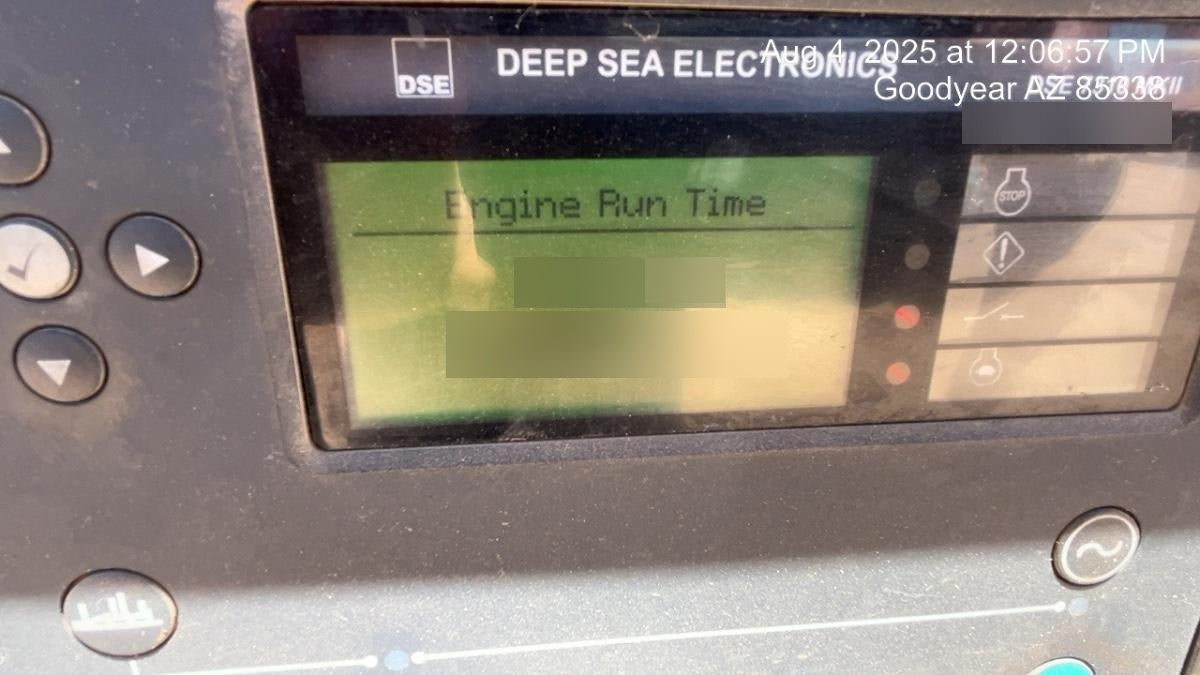 Aug 4, 2025 at 12:06:57 PM
Goodyear AZ 85338
DSE
DEEP SEA ELECTRONICS
Engine Run Time
STOP